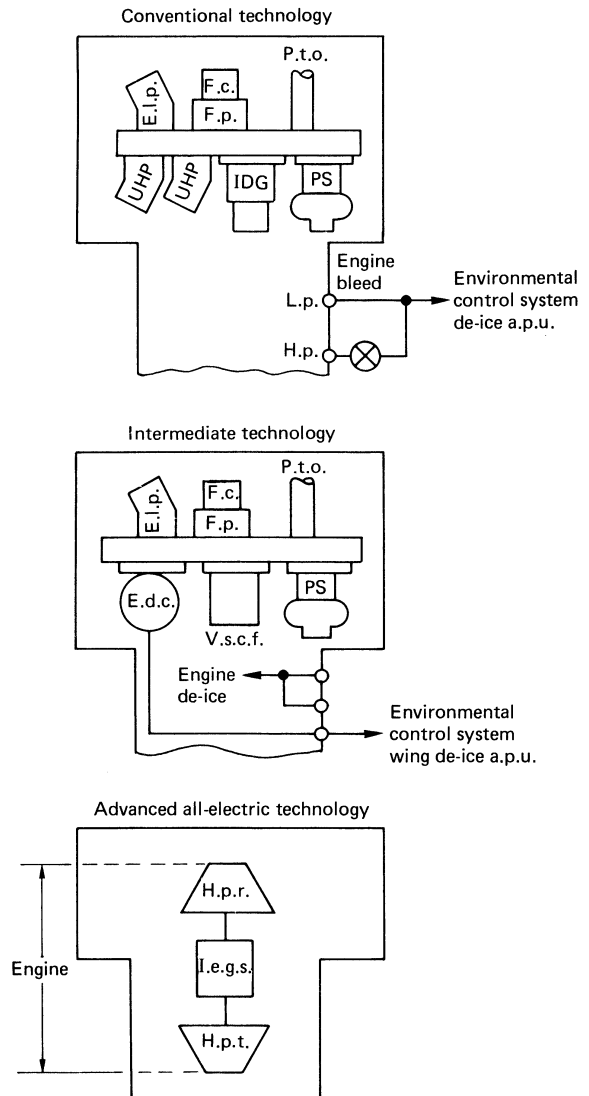 Conventional technology
P.t.o.
E.l.p.
F.c.
F.p.
UHP
UHP
IDG
PS
Engine
bleed
L.p.
Environmental
control system
de-ice a.p.u.
H.p.
Intermediate technology
P.t.o.
E.l.p.
F.c.
F.p.
E.d.c.
PS
V.s.c.f.
Engine
de-ice
Environmental
control system
wing de-ice a.p.u.
Advanced all-electric technology
H.p.r.
Engine
I.e.g.s.
H.p.t.